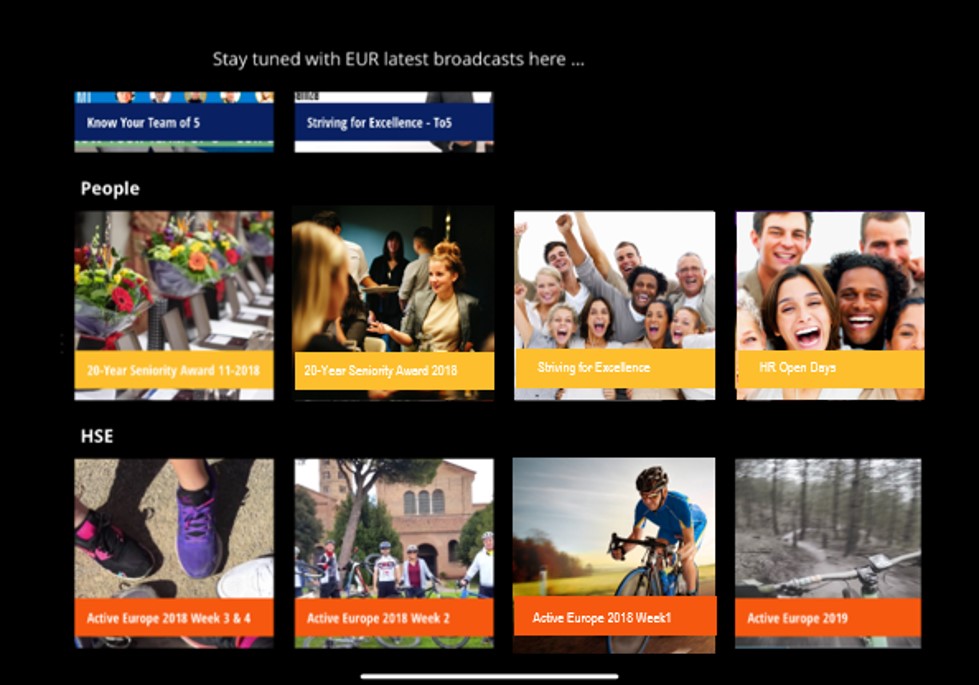 Stay tuned with EUR latest broadcasts here ...
Know Your Team of 5
Striving for Excellence - To5
People
20-Year Seniority Award 11-2018
20-Year Seniority Award 2018
Striving for Excellence
HR Open Days
HSE
Active Europe 2018 Week 3 & 4
Active Europe 2018 Week 2
Active Europe 2018 Week1
Active Europe 2019